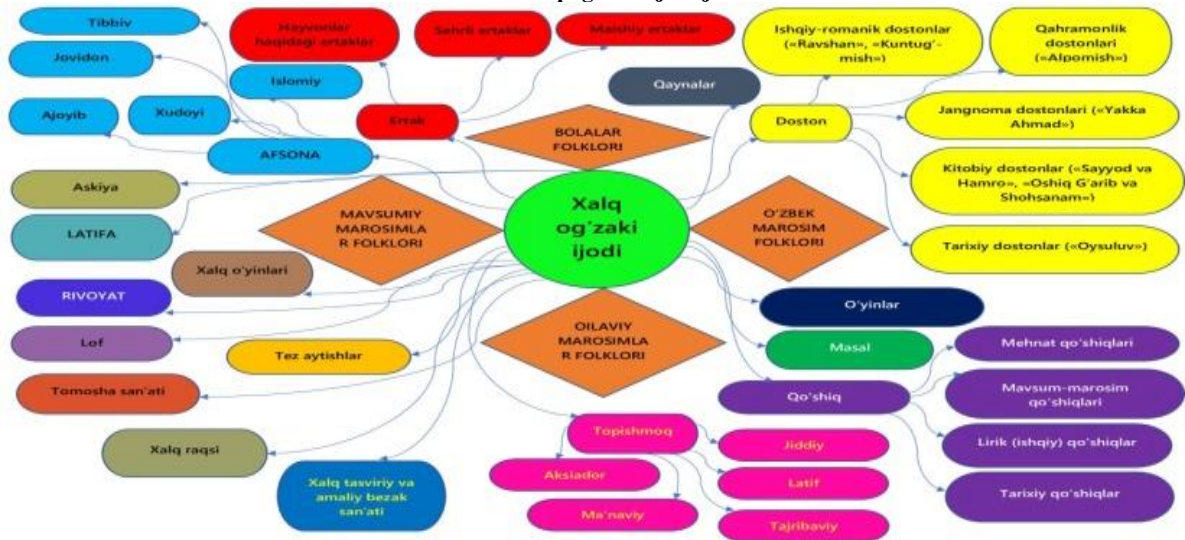 Tibbiy
Jovidon
Ajoyib
Xudoyi
Islomiy
AFSONA
Hayvonlar
haqidagi ertaklar
Sehrli ertaklar
Maishiy ertaklar
Ertak
BOLALAR
FOLKLORI
Qaynalar
Doston
Ishqiy-romanik dostonlar
(«Ravshan», «Kuntug'-
mish»)
Qahramonlik
dostonlari
(«Alpomish»)
Jangnoma dostonlari («Yakka
Ahmad»)
Kitobiy dostonlar («Sayyod va
Hamro», «Oshiq G'arib va
Shohsanam»)
Tarixiy dostonlar («Oysuluv»)
Askiya
LATIFA
MAVSUMIY
MAROSIMLA
R FOLKLORI
Xalq
og'zaki
ijodi
O'ZBEK
MAROSIM
FOLKLORI
Xalq o'yinlari
RIVOYAT
Lof
Tez aytishlar
Tomosha san'ati
Xalq raqsi
Xalq tasviriy va
amaliy bezak
san'ati
OILAVIY
MAROSIMLA
R FOLKLORI
O'yinlar
Masal
Qo'shiq
Mehnat qo'shiqlari
Mavsum-marosim
qo'shiqlari
Lirik (ishqiy) qo'shiqlar
Tarixiy qo'shiqlar
Topishmoq
Jiddiy
Aksiador
Latif
Ma'naviy
Tajribaviy